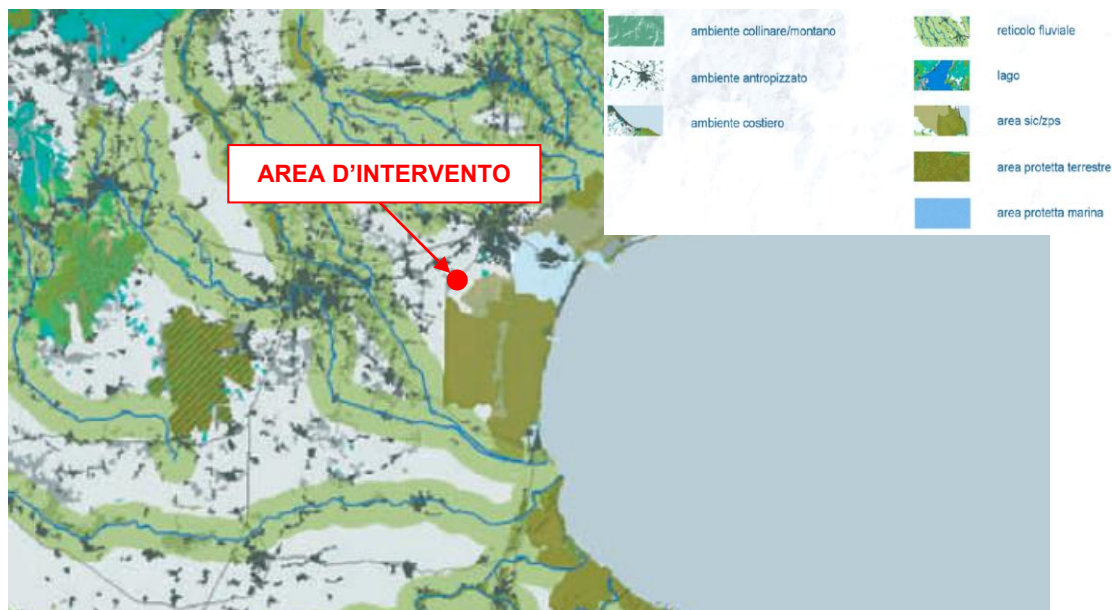 ambiente collinare/montano
ambiente antropizzato
ambiente costiero
reticolo fluviale
lago
area sic/zps
area protetta terrestre
area protetta marina
AREA D'INTERVENTO